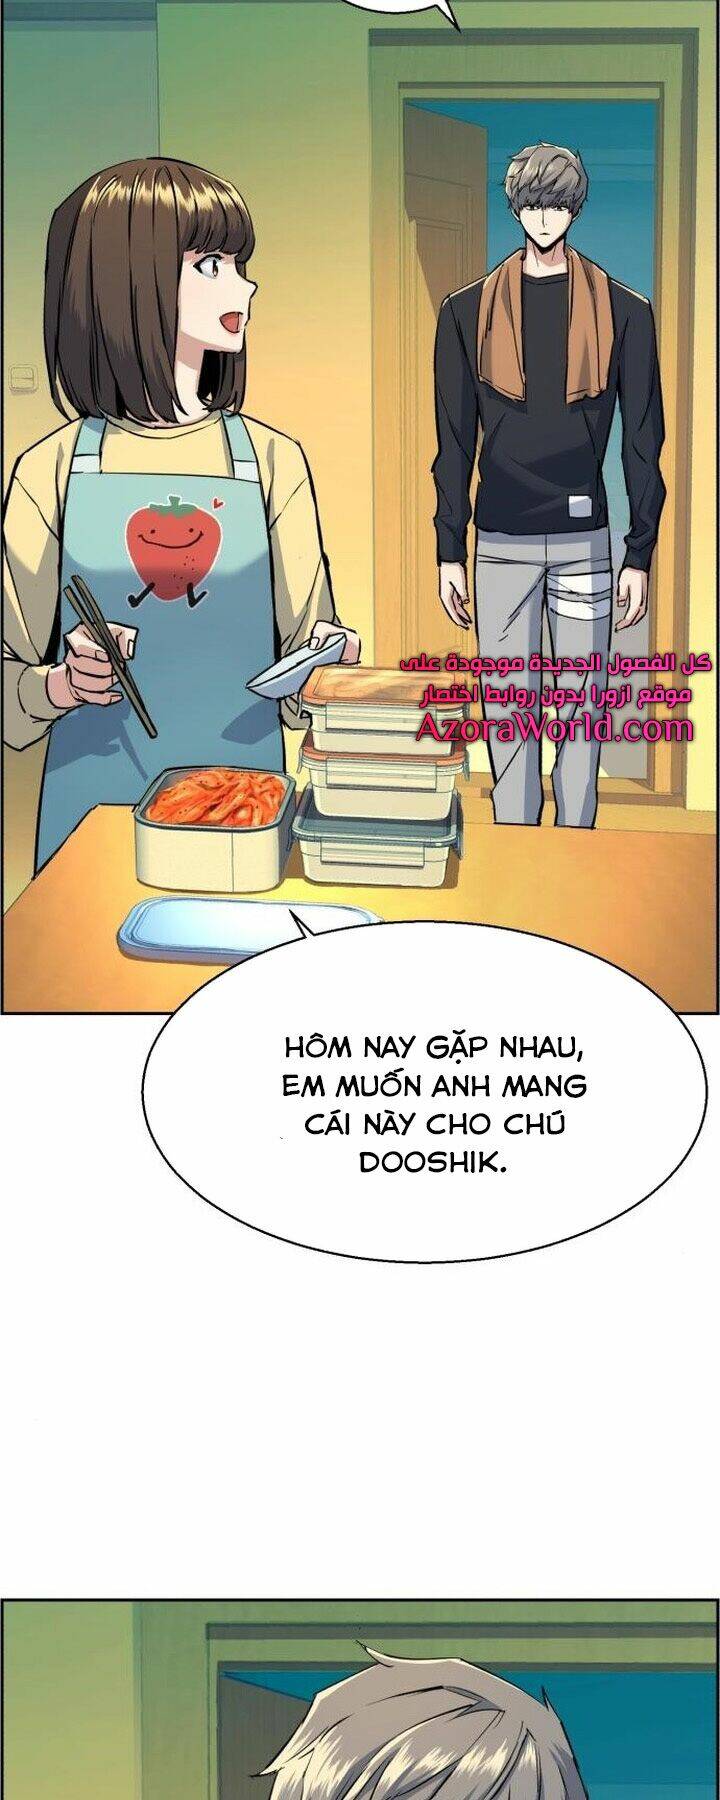 كل الفصول الجديدة موجودة على
موقع ازورا بدون روابط اختصار
AzoraWorld.com
HÔM NAY GẶP NHAU,
EM MUỐN ANH MANG
CÁI NÀY CHO CHÚ
DOOSHIK.